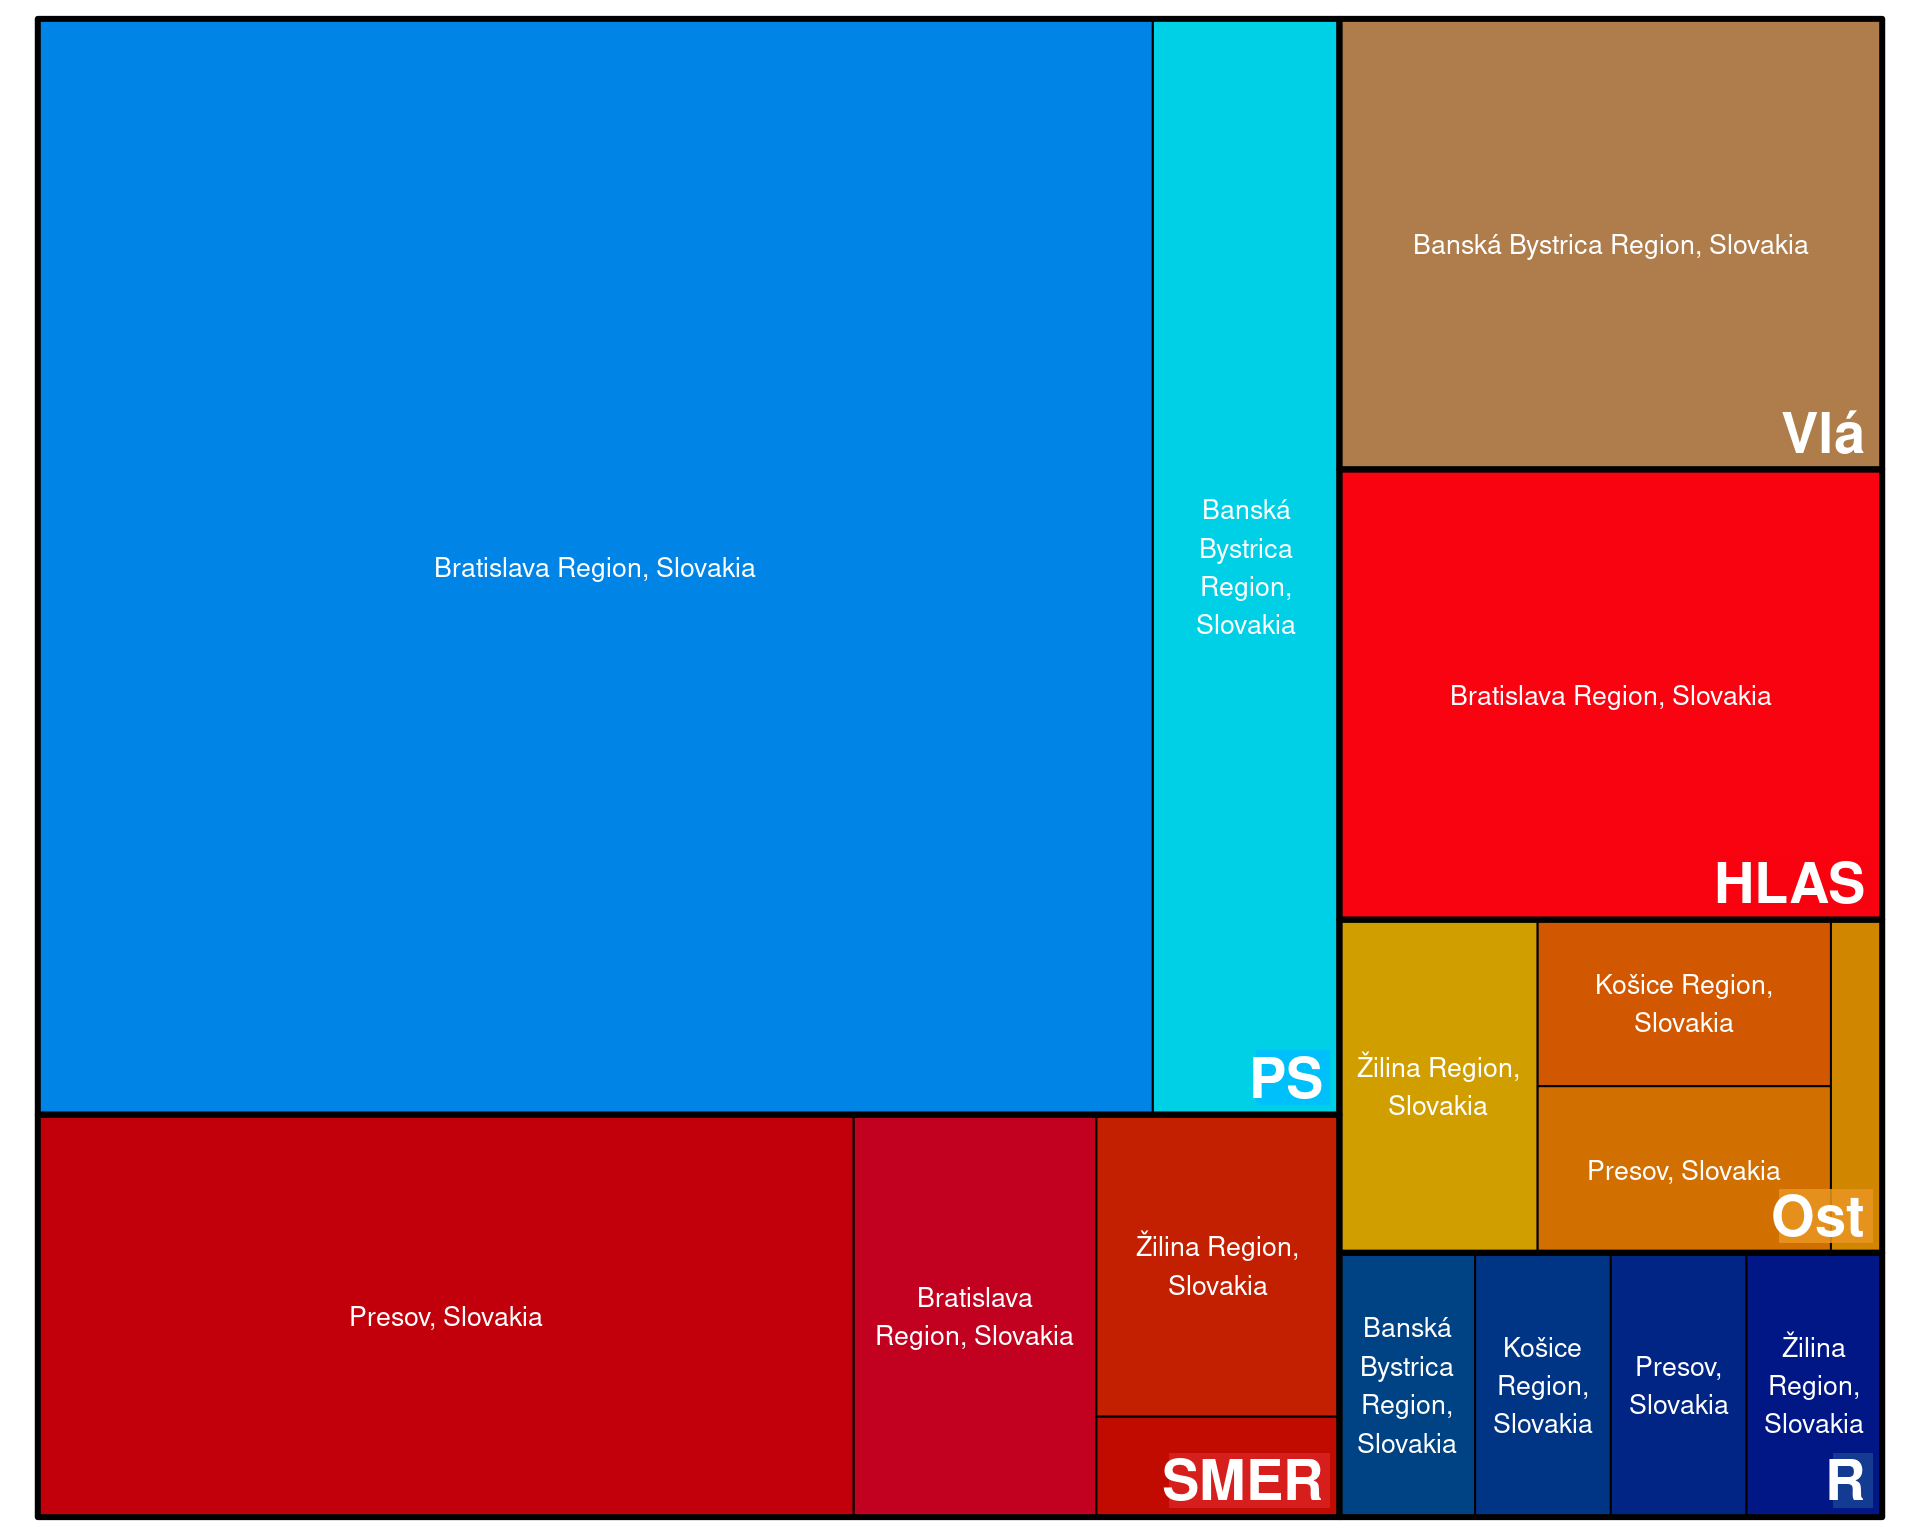 Bratislava Region, Slovakia
Banská
Bystrica
Region,
Slovakia
PS
Presov, Slovakia
Bratislava
Region, Slovakia
Žilina Region,
Slovakia
SMER
Banská Bystrica Region, Slovakia
Vlá
Bratislava Region, Slovakia
HLAS
Žilina Region,
Slovakia
Košice Region,
Slovakia
Presov, Slovakia
Ost
Banská
Bystrica
Region,
Slovakia
Košice
Region,
Slovakia
Presov,
Slovakia
Žilina
Region,
Slovakia
R